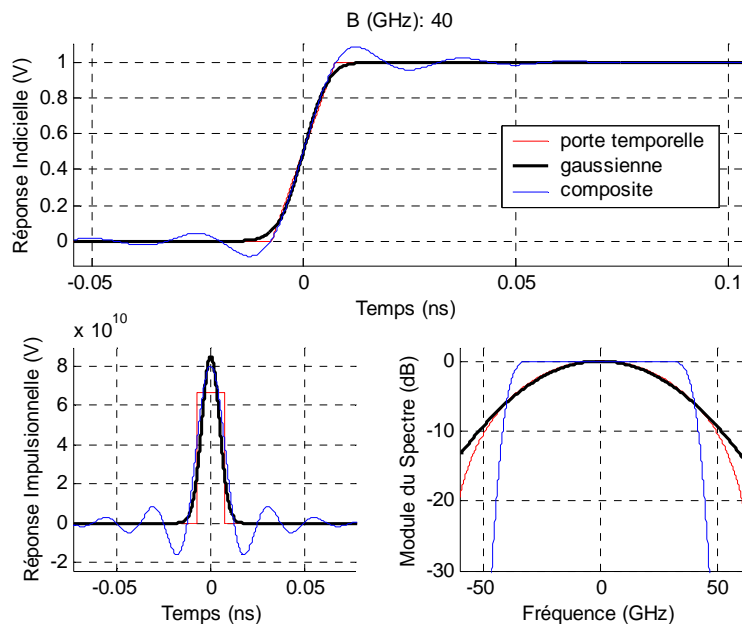 B (GHz): 40
Réponse Indicielle (V)
1
0.8
0.6
0.4
0.2
0
-0.05
0
0.05
0.1
Temps (ns)
porte temporelle
gaussienne
composite
x 10^10
Réponse Impulsionnelle (V)
8
6
4
2
0
-2
-0.05
0
0.05
Temps (ns)
Module du Spectre (dB)
0
-10
-20
-30
-50
0
50
Fréquence (GHz)